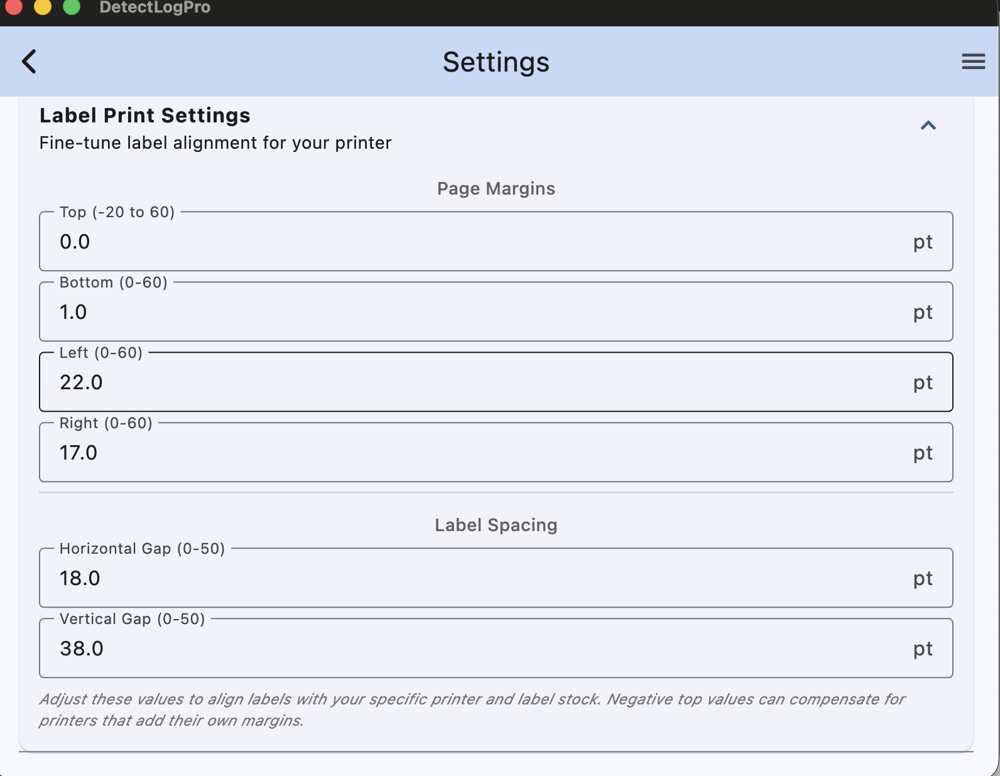 DetectLogPro
Settings
Label Print Settings
Fine-tune label alignment for your printer
Page Margins
Top (-20 to 60)
0.0 pt
Bottom (0-60)
1.0 pt
Left (0-60)
22.0 pt
Right (0-60)
17.0 pt
Label Spacing
Horizontal Gap (0-50)
18.0 pt
Vertical Gap (0-50)
38.0 pt
Adjust these values to align labels with your specific printer and label stock. Negative top values can compensate for
printers that add their own margins.